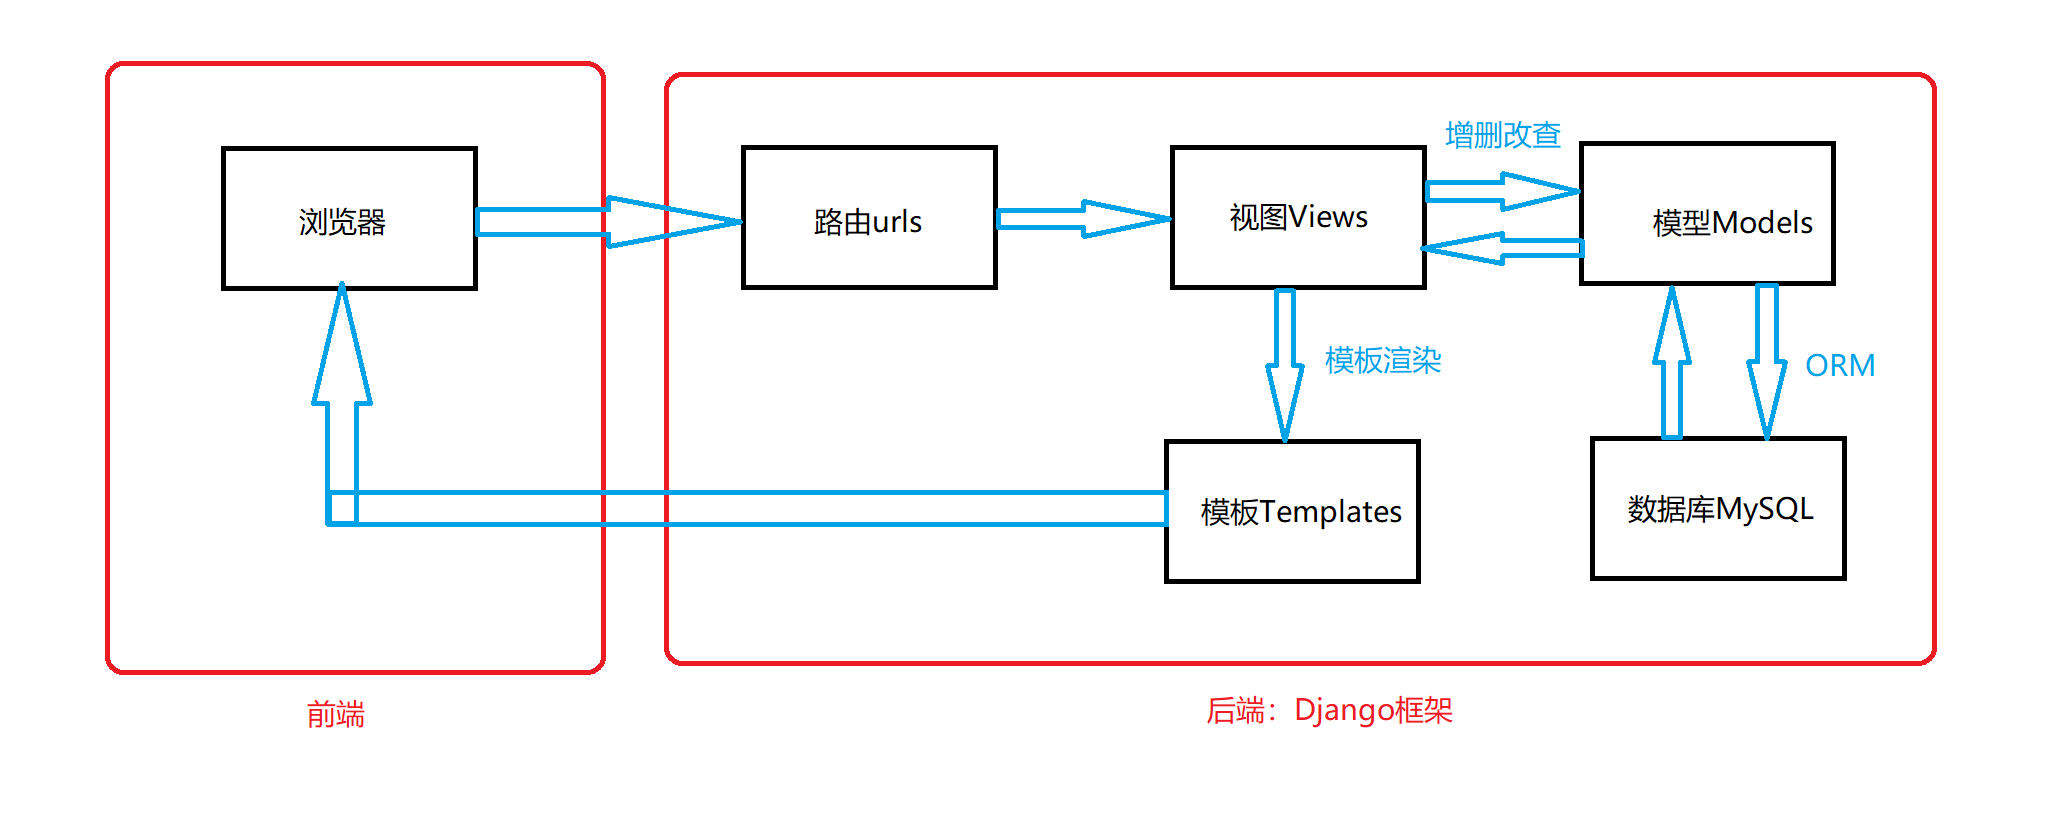 增删改查
浏览器
路由urls
视图Views
模型Models
模板渲染
ORM
模板Templates
数据库MySQL
前端
后端：Django框架